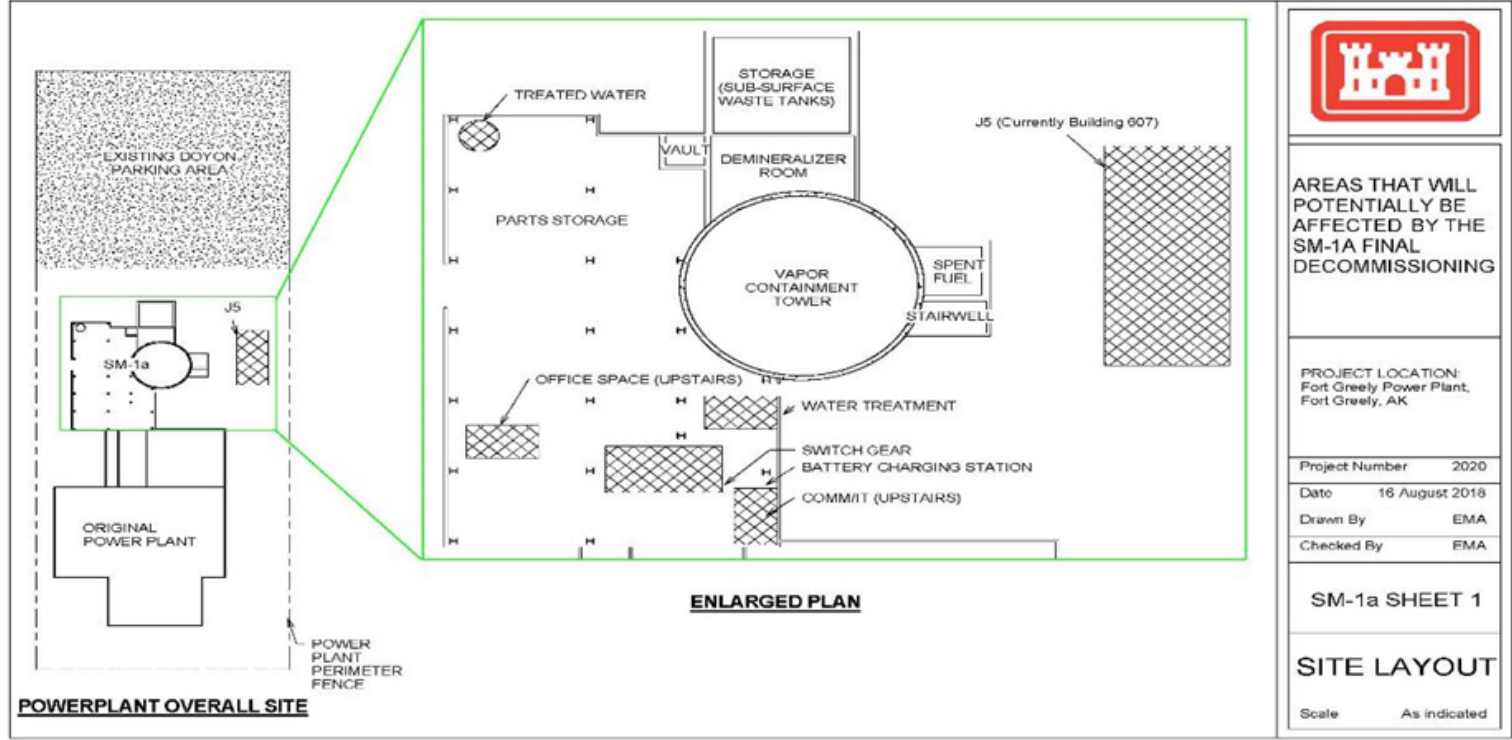 EXISTING DOYON
PARKING AREA
J5
SM-1a
ORIGINAL
POWER PLANT
POWER
PLANT
PERIMETER
FENCE
POWERPLANT OVERALL SITE
TREATED WATER
STORAGE
(SUB-SURFACE
WASTE TANKS)
J5 (Currently Building 607)
VAULT
DEMINERALIZER
ROOM
PARTS STORAGE
VAPOR
CONTAINMENT
TOWER
SPENT
FUEL
STAIRWELL
OFFICE SPACE (UPSTAIRS)
WATER TREATMENT
SWITCH GEAR
BATTERY CHARGING STATION
COMM/IT (UPSTAIRS)
ENLARGED PLAN
AREAS THAT WILL
POTENTIALLY BE
AFFECTED BY THE
SM-1A FINAL
DECOMMISSIONING
PROJECT LOCATION:
Fort Greely Power Plant,
Fort Greely, AK
Project Number 2020
Date 16 August 2018
Drawn By EMA
Checked By EMA
SM-1a SHEET 1
SITE LAYOUT
Scale As indicated